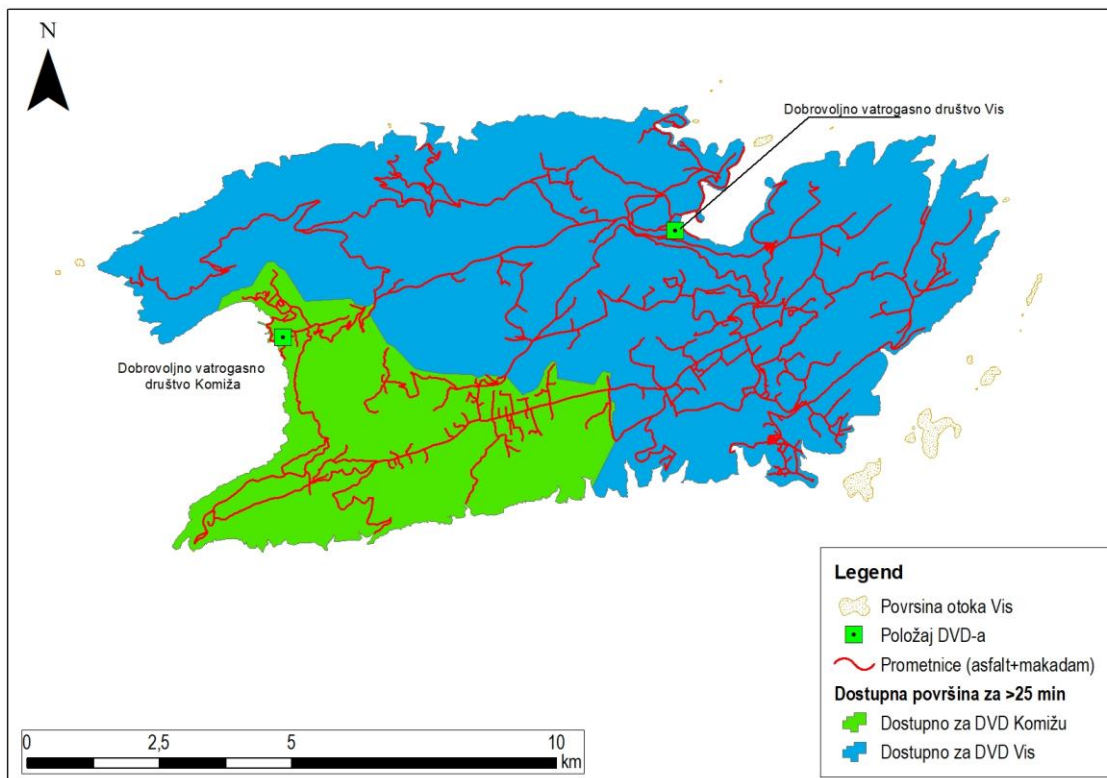 N
Dobrovoljno vatrogasno društvo Vis
Dobrovoljno vatrogasno
društvo Komiža
Legend
Povrsina otoka Vis
Položaj DVD-a
Prometnice (asfalt+makadam)
Dostupna površina za >25 min
Dostupno za DVD Komižu
Dostupno za DVD Vis
0 2,5 5 10
km